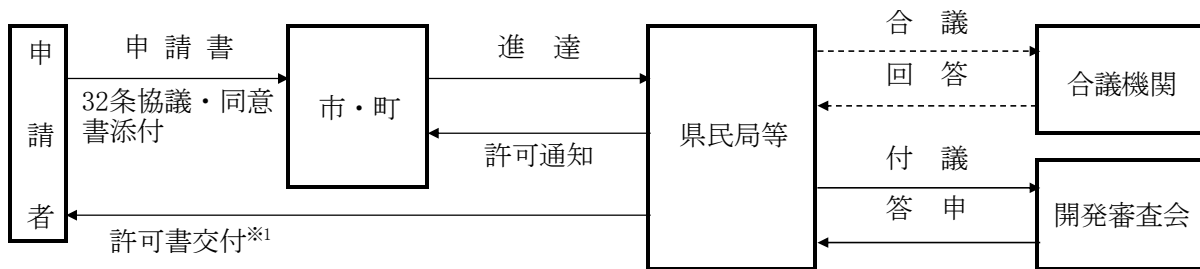 申請者
申 請 書
32条協議・同意
書添付
市・町
進 達
許可通知
許可書交付※1
県民局等
合 議
回 答
合議機関
付 議
答 申
開発審査会